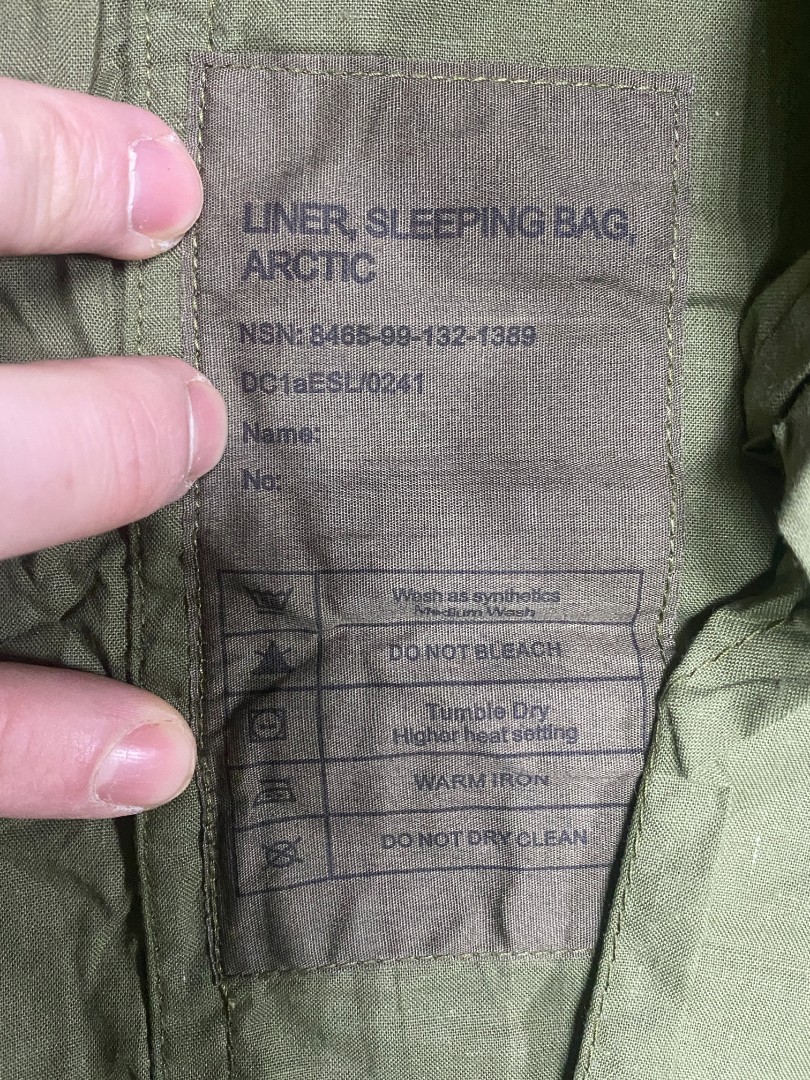 LINER, SLEEPING BAG,
ARCTIC
NSN: 8465-99-132-1389
DC1aESL/0241
Name:
No:
Wash as synthetics
Medium Wash
DO NOT BLEACH
Tumble Dry
Higher heat setting
WARM IRON
DO NOT DRY CLEAN